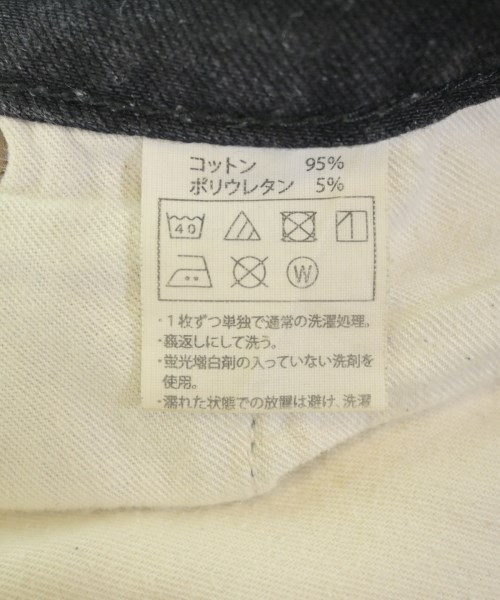 コットン 95%
ポリウレタン 5%
40
W
・1枚ずつ単独で通常の洗濯処理。
・裏返しにして洗う。
・蛍光増白剤の入っていない洗剤を
使用。
・濡れた状態での放置は避け、洗濯